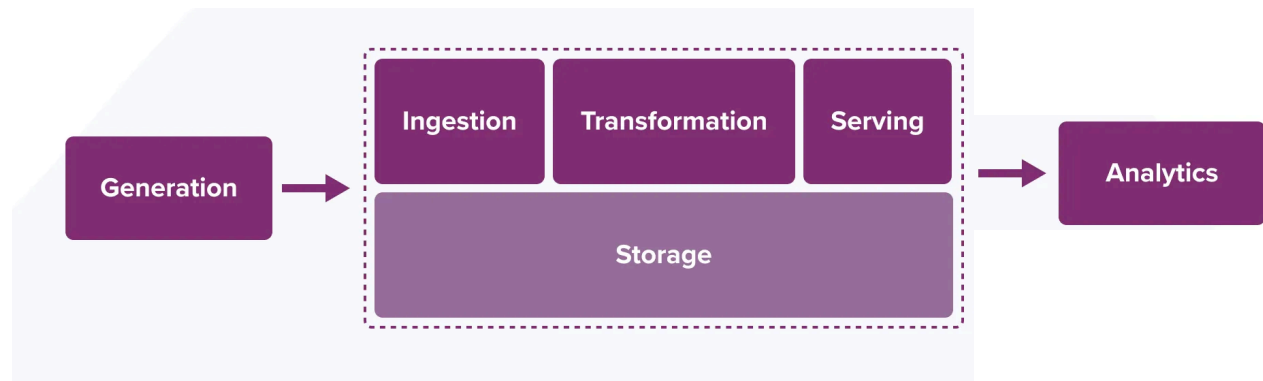 Generation
Ingestion
Transformation
Serving
Storage
Analytics